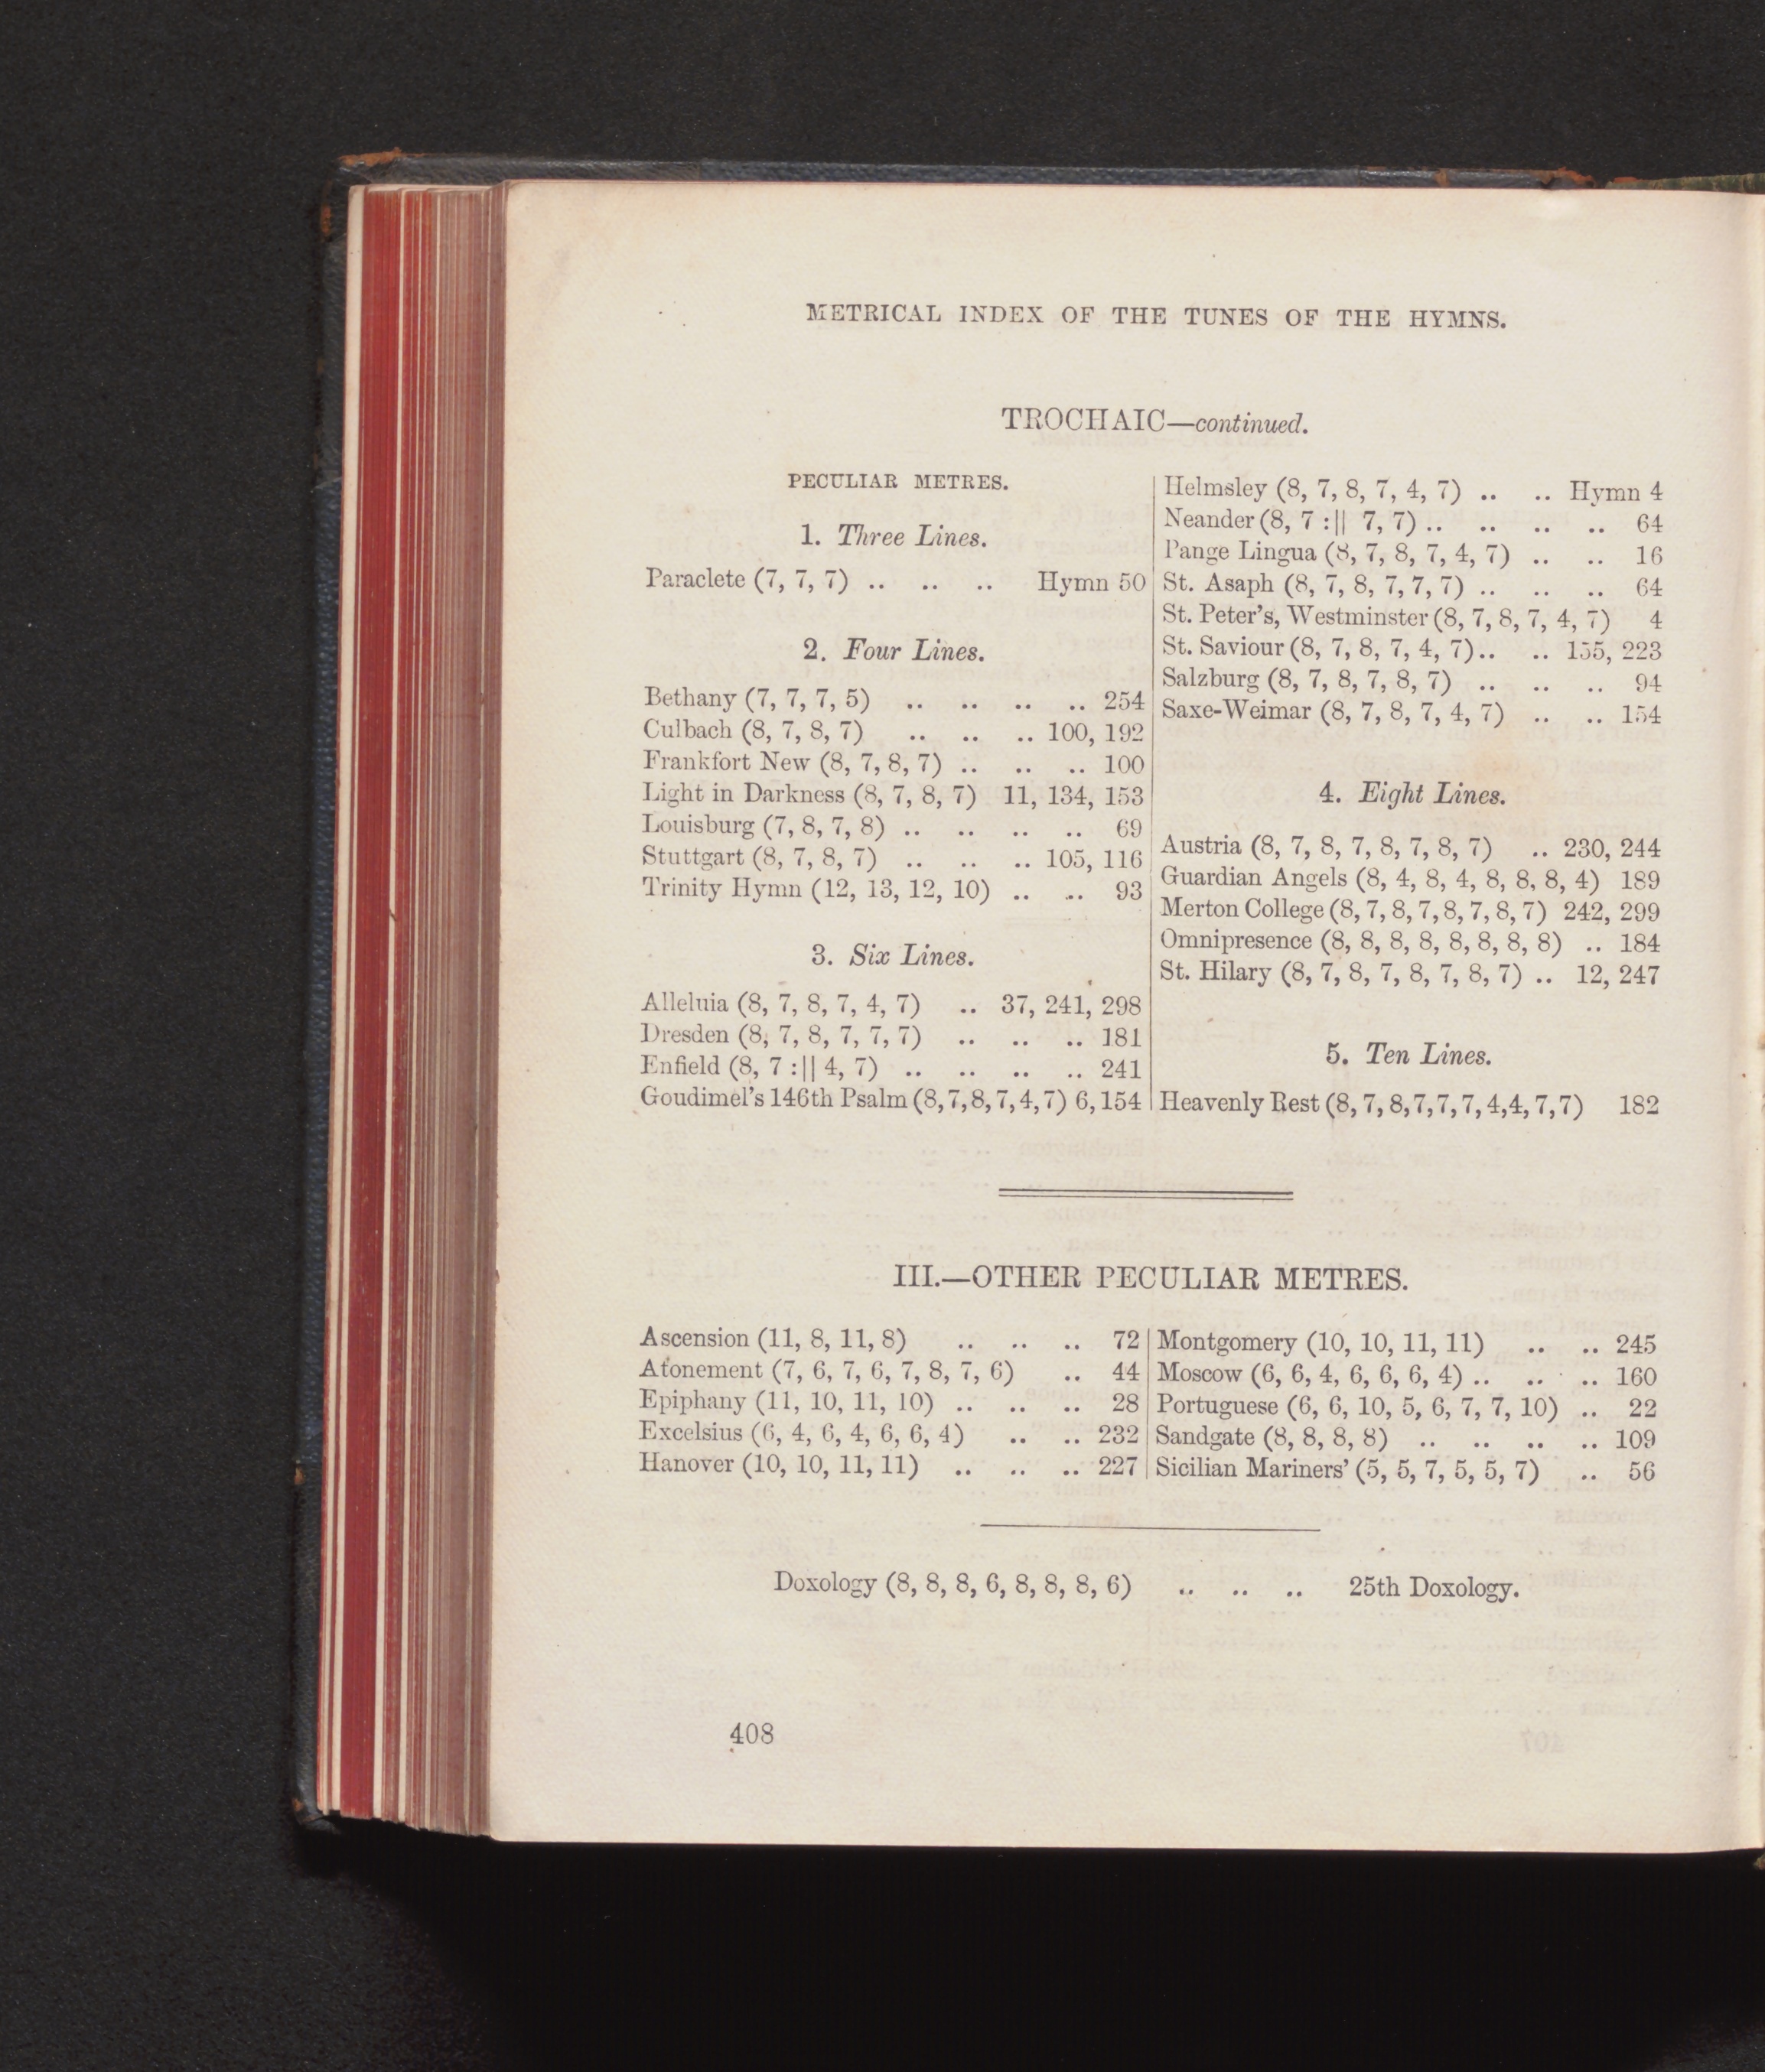 METRICAL INDEX OF THE TUNES OF THE HYMNS.
TROCHAIC—continued.
PECULIAR METRES.
1. Three Lines.
Paraclete (7, 7, 7) .. .. .. Hymn 50
2. Four Lines.
Bethany (7, 7, 7, 5) .. .. .. .. 254
Culbach (8, 7, 8, 7) .. .. .. 100, 192
Frankfort New (8, 7, 8, 7) .. .. .. 100
Light in Darkness (8, 7, 8, 7) 11, 134, 153
Louisburg (7, 8, 7, 8) .. .. .. .. 69
Stuttgart (8, 7, 8, 7) .. .. .. 105, 116
Trinity Hymn (12, 13, 12, 10) .. .. 93
3. Six Lines.
Alleluia (8, 7, 8, 7, 4, 7) .. 37, 241, 298
Dresden (8, 7, 8, 7, 7, 7) .. .. .. 181
Enfield (8, 7 :|| 4, 7) .. .. .. .. 241
Goudimel's 146th Psalm (8, 7, 8, 7, 4, 7) 6, 154
Helmsley (8, 7, 8, 7, 4, 7) .. .. Hymn 4
Neander (8, 7 :|| 7, 7) .. .. .. .. 64
Pange Lingua (8, 7, 8, 7, 4, 7) .. .. 16
St. Asaph (8, 7, 8, 7, 7, 7) .. .. .. 64
St. Peter's, Westminster (8, 7, 8, 7, 4, 7) 4
St. Saviour (8, 7, 8, 7, 4, 7) .. .. 155, 223
Salzburg (8, 7, 8, 7, 8, 7) .. .. .. 94
Saxe-Weimar (8, 7, 8, 7, 4, 7) .. .. 154
4. Eight Lines.
Austria (8, 7, 8, 7, 8, 7, 8, 7) .. 230, 244
Guardian Angels (8, 4, 8, 4, 8, 8, 8, 4) 189
Merton College (8, 7, 8, 7, 8, 7, 8, 7) 242, 299
Omnipresence (8, 8, 8, 8, 8, 8, 8, 8) .. 184
St. Hilary (8, 7, 8, 7, 8, 7, 8, 7) .. 12, 247
5. Ten Lines.
Heavenly Rest (8, 7, 8, 7, 7, 7, 4, 4, 7, 7) 182
III.—OTHER PECULIAR METRES.
Ascension (11, 8, 11, 8) .. .. .. 72
Atonement (7, 6, 7, 6, 7, 8, 7, 6) .. 44
Epiphany (11, 10, 11, 10) .. .. .. 28
Excelsius (6, 4, 6, 4, 6, 6, 4) .. .. 232
Hanover (10, 10, 11, 11) .. .. .. 227
Montgomery (10, 10, 11, 11) .. .. 245
Moscow (6, 6, 4, 6, 6, 6, 4) .. .. .. 160
Portuguese (6, 6, 10, 5, 6, 7, 7, 10) .. 22
Sandgate (8, 8, 8, 8) .. .. .. .. 109
Sicilian Mariners' (5, 5, 7, 5, 5, 7) .. 56
Doxology (8, 8, 8, 6, 8, 8, 8, 6) .. .. .. 25th Doxology.
408